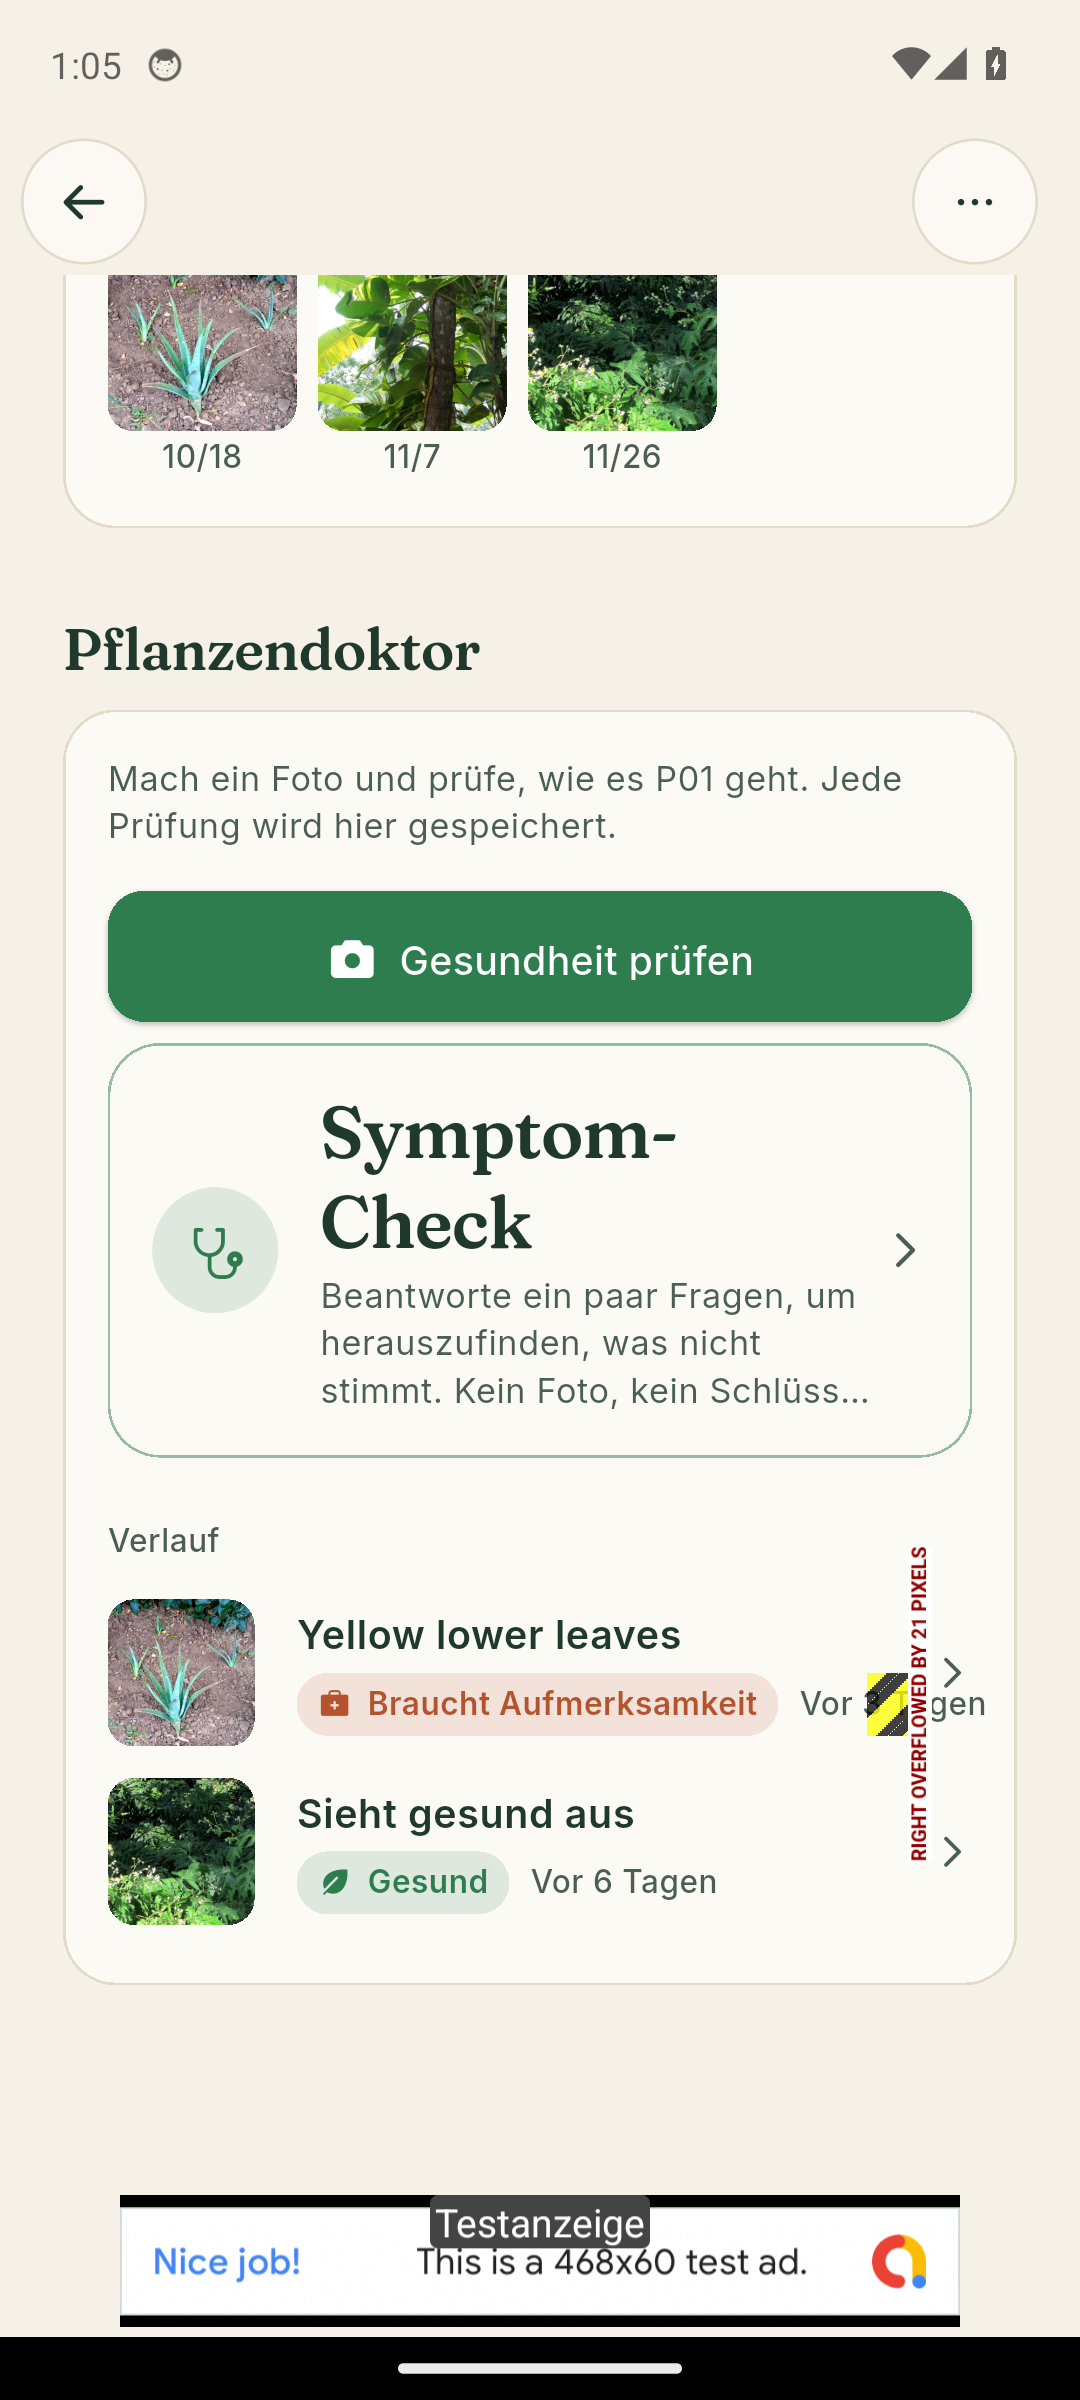 1:05
10/18
11/7
11/26
Pflanzendoktor
Mach ein Foto und prüfe, wie es P01 geht. Jede
Prüfung wird hier gespeichert.
Gesundheit prüfen
Symptom-
Check
Beantworte ein paar Fragen, um
herauszufinden, was nicht
stimmt. Kein Foto, kein Schlüss...
Verlauf
Yellow lower leaves
Braucht Aufmerksamkeit Vor 3 Tagen
RIGHT OVERFLOWED BY 21 PIXELS
Sieht gesund aus
Gesund Vor 6 Tagen
Testanzeige
Nice job! This is a 468x60 test ad.